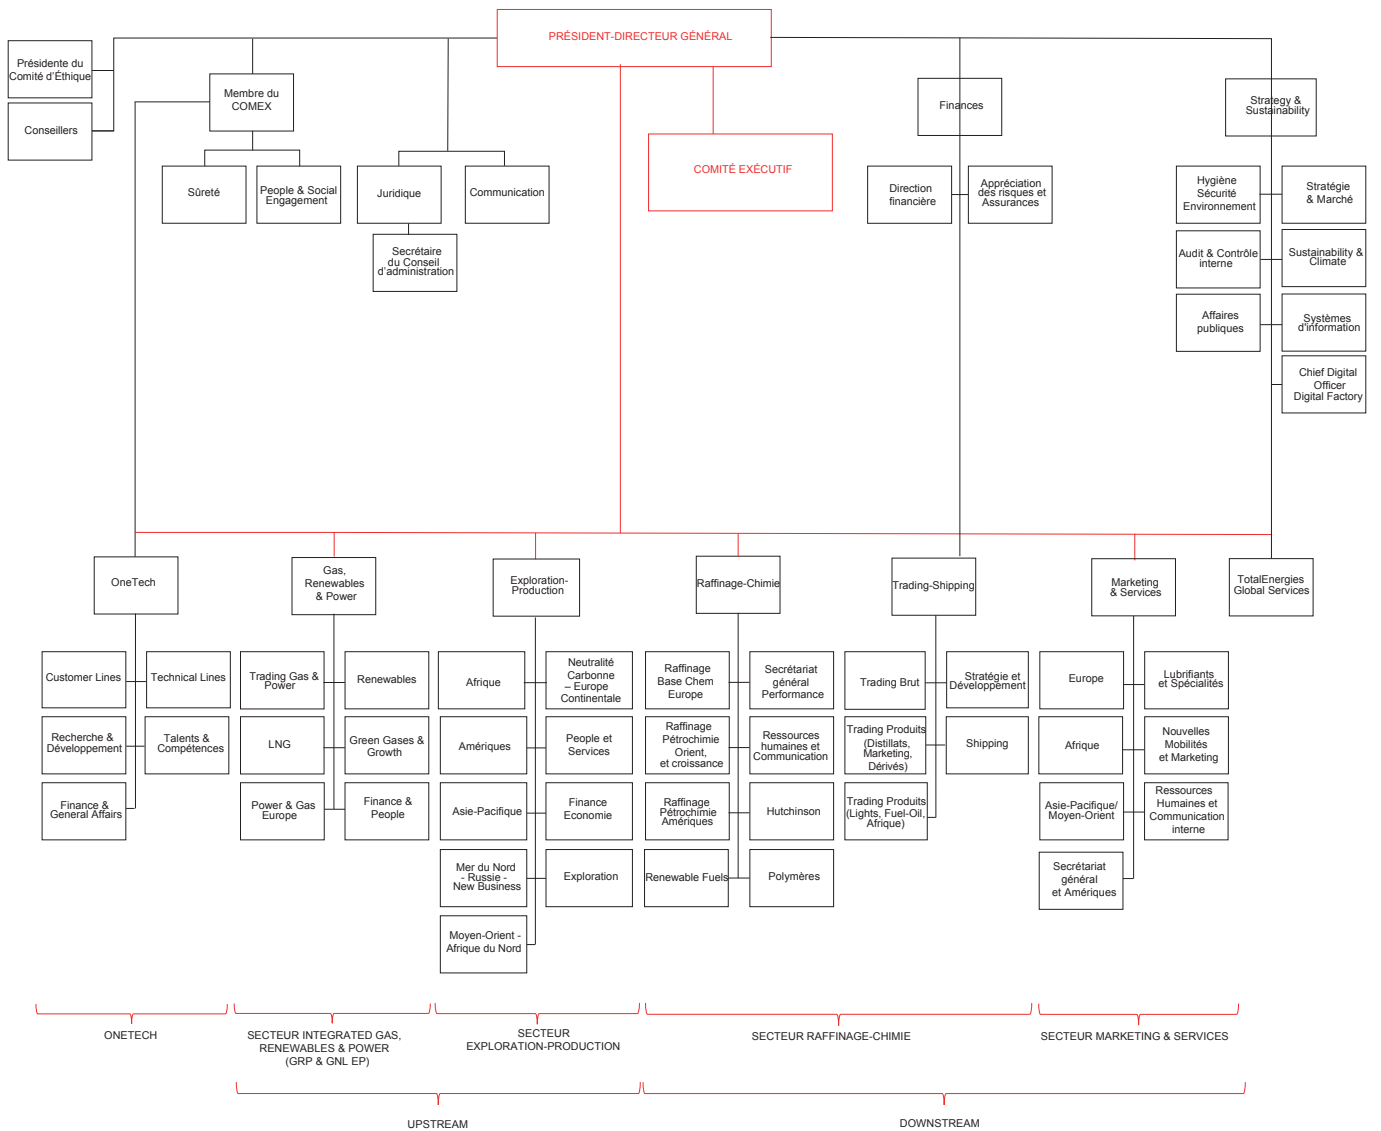 PRÉSIDENT-DIRECTEUR GÉNÉRAL
Présidente du
Comité d'Éthique
Conseillers
Membre du
COMEX
Sûreté
People & Social
Engagement
Juridique
Communication
Secrétaire
du Conseil
d'administration
COMITÉ EXÉCUTIF
Finances
Direction
financière
Appréciation
des risques et
Assurances
Strategy &
Sustainability
Hygiène
Sécurité
Environnement
Stratégie
& Marché
Audit & Contrôle
interne
Sustainability &
Climate
Affaires
publiques
Systèmes
d'information
Chief Digital
Officer
Digital Factory
OneTech
Gas,
Renewables
& Power
Exploration-
Production
Raffinage-Chimie
Trading-Shipping
Marketing
& Services
TotalEnergies
Global Services
Customer Lines
Technical Lines
Recherche &
Développement
Talents &
Compétences
Finance &
General Affairs
Trading Gas &
Power
Renewables
LNG
Green Gases &
Growth
Power & Gas
Europe
Finance &
People
Afrique
Neutralité
Carbonne
– Europe
Continentale
Amériques
People et
Services
Asie-Pacifique
Finance
Economie
Mer du Nord
- Russie -
New Business
Exploration
Moyen-Orient -
Afrique du Nord
Raffinage
Base Chem
Europe
Secrétariat
général
Performance
Raffinage
Pétrochimie
Orient,
et croissance
Ressources
humaines et
Communication
Raffinage
Pétrochimie
Amériques
Hutchinson
Renewable Fuels
Polymères
Trading Brut
Stratégie et
Développement
Trading Produits
(Distillats,
Marketing,
Dérivés)
Shipping
Trading Produits
(Lights, Fuel-Oil,
Afrique)
Europe
Lubrifiants
et Spécialités
Afrique
Nouvelles
Mobilités
et Marketing
Asie-Pacifique/
Moyen-Orient
Ressources
Humaines et
Communication
interne
Secrétariat
général
et Amériques
ONETECH
SECTEUR INTEGRATED GAS,
RENEWABLES & POWER
(GRP & GNL EP)
SECTEUR
EXPLORATION-PRODUCTION
SECTEUR RAFFINAGE-CHIMIE
SECTEUR MARKETING & SERVICES
UPSTREAM
DOWNSTREAM